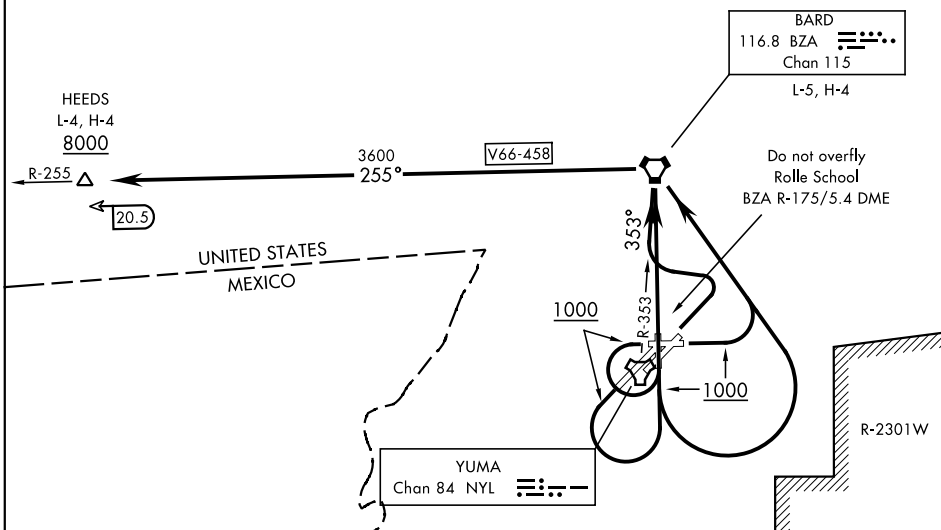 BARD
116.8 BZA
Chan 115
L-5, H-4
HEEDS
L-4, H-4
8000
R-255
20.5
3600
255°
V66-458
Do not overfly
Rolle School
BZA R-175/5.4 DME
353°
R-353
UNITED STATES
MEXICO
1000
1000
R-2301W
YUMA
Chan 84 NYL